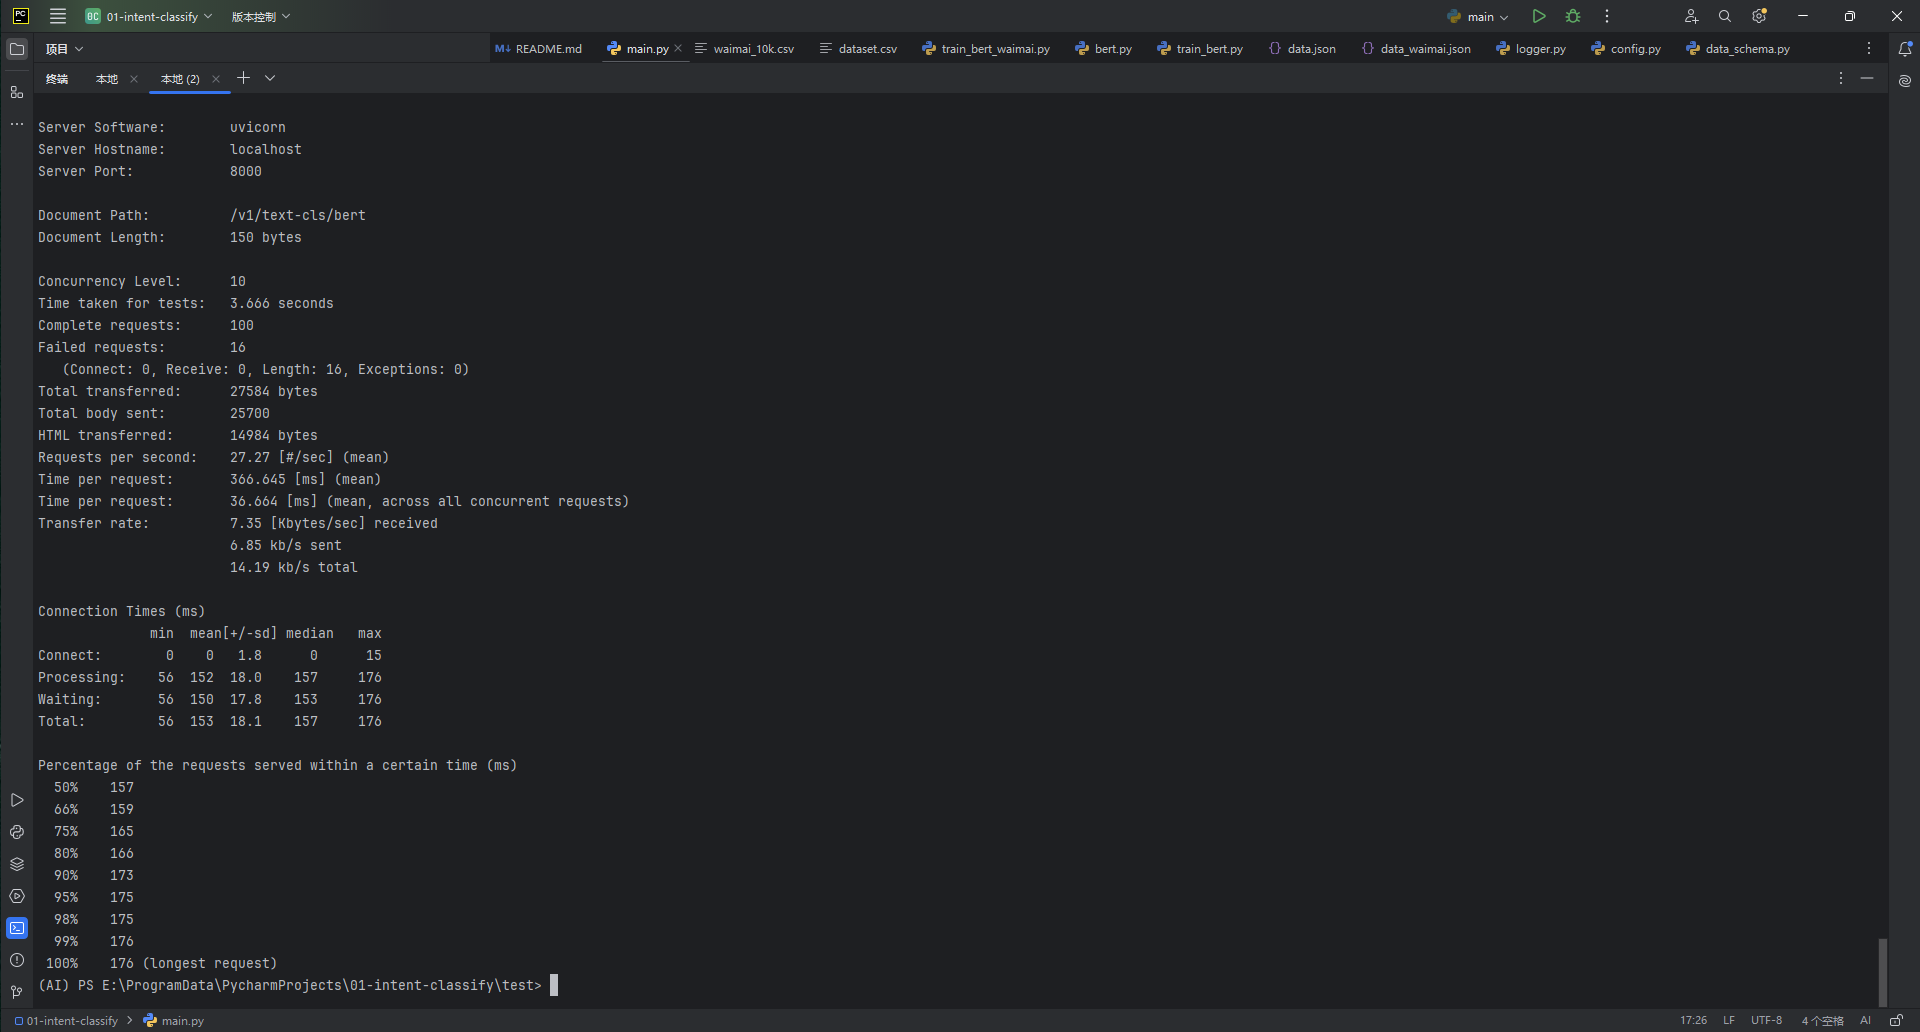 PC 0C 01-intent-classify 版本控制 main
项目 README.md main.py waimai_10k.csv dataset.csv train_bert_waimai.py bert.py train_bert.py data.json data_waimai.json logger.py config.py data_schema.py
终端 本地 本地 (2)
Server Software: uvicorn
Server Hostname: localhost
Server Port: 8000
Document Path: /v1/text-cls/bert
Document Length: 150 bytes
Concurrency Level: 10
Time taken for tests: 3.666 seconds
Complete requests: 100
Failed requests: 16
(Connect: 0, Receive: 0, Length: 16, Exceptions: 0)
Total transferred: 27584 bytes
Total body sent: 25700
HTML transferred: 14984 bytes
Requests per second: 27.27 [#/sec] (mean)
Time per request: 366.645 [ms] (mean)
Time per request: 36.664 [ms] (mean, across all concurrent requests)
Transfer rate: 7.35 [Kbytes/sec] received
6.85 kb/s sent
14.19 kb/s total
Connection Times (ms)
min mean[+/-sd] median max
Connect: 0 0 1.8 0 15
Processing: 56 152 18.0 157 176
Waiting: 56 150 17.8 153 176
Total: 56 153 18.1 157 176
Percentage of the requests served within a certain time (ms)
50% 157
66% 159
75% 165
80% 166
90% 173
95% 175
98% 175
99% 176
100% 176 (longest request)
(AI) PS E:\ProgramData\PycharmProjects\01-intent-classify\test>
01-intent-classify > main.py 17:26 LF UTF-8 4 个空格 AI